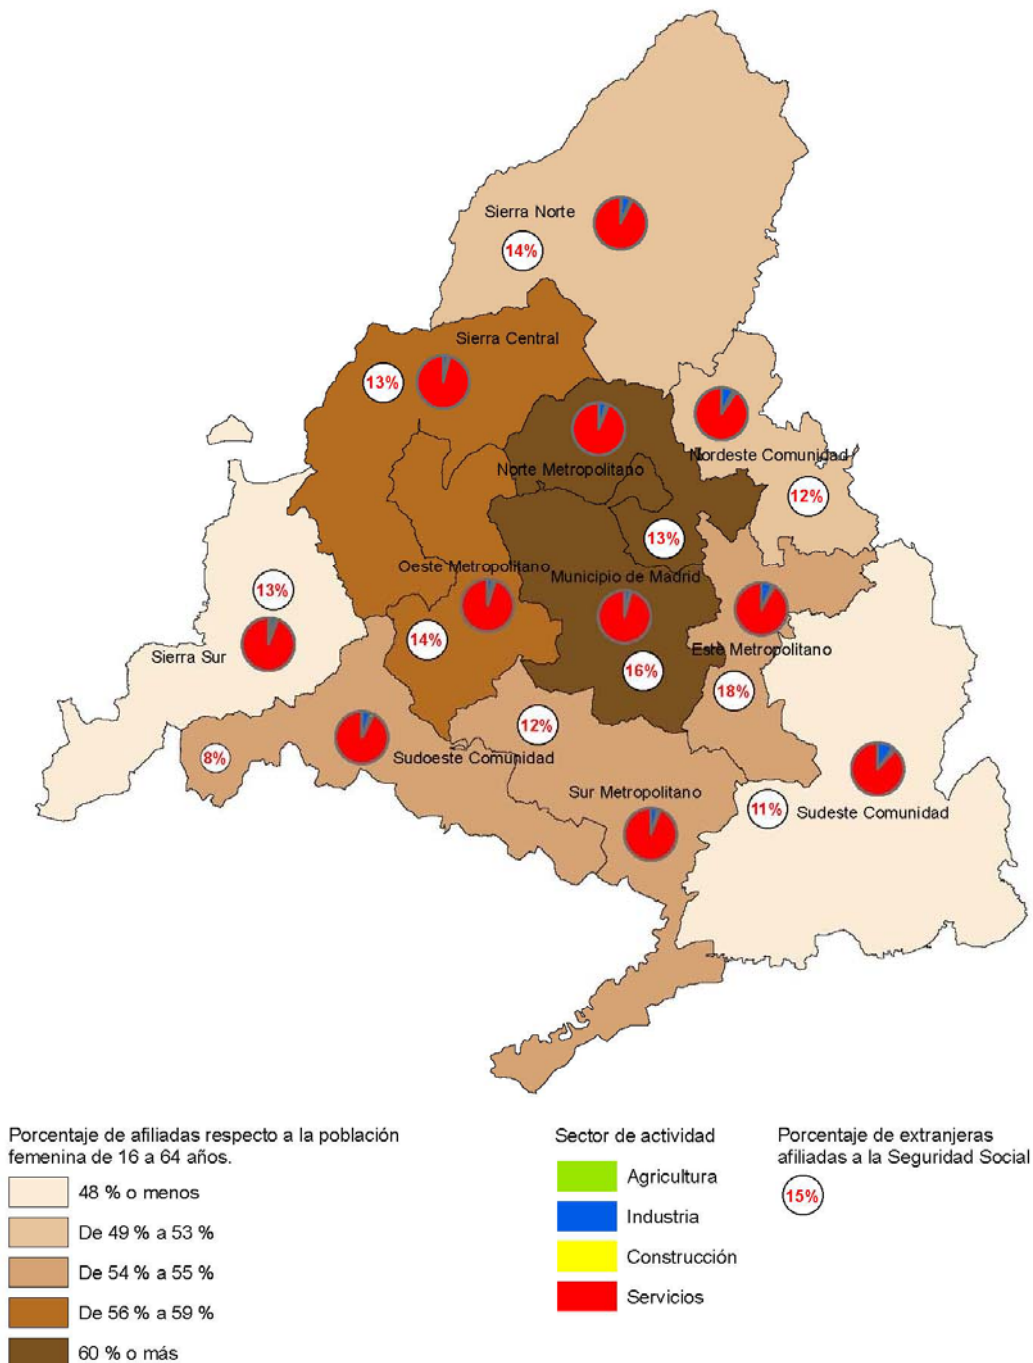 Sierra Norte
14%
Sierra Central
13%
Nordeste Comunidad
Norte Metropolitano
12%
13%
Oeste Metropolitano
Municipio de Madrid
13%
14%
Este Metropolitano
Sierra Sur
16%
18%
12%
8%
Sudoeste Comunidad
Sur Metropolitano
11%
Sudeste Comunidad
Porcentaje de afiliadas respecto a la población
femenina de 16 a 64 años.
48 % o menos
De 49 % a 53 %
De 54 % a 55 %
De 56 % a 59 %
60 % o más
Sector de actividad
Agricultura
Industria
Construcción
Servicios
Porcentaje de extranjeras
afiliadas a la Seguridad Social
15%